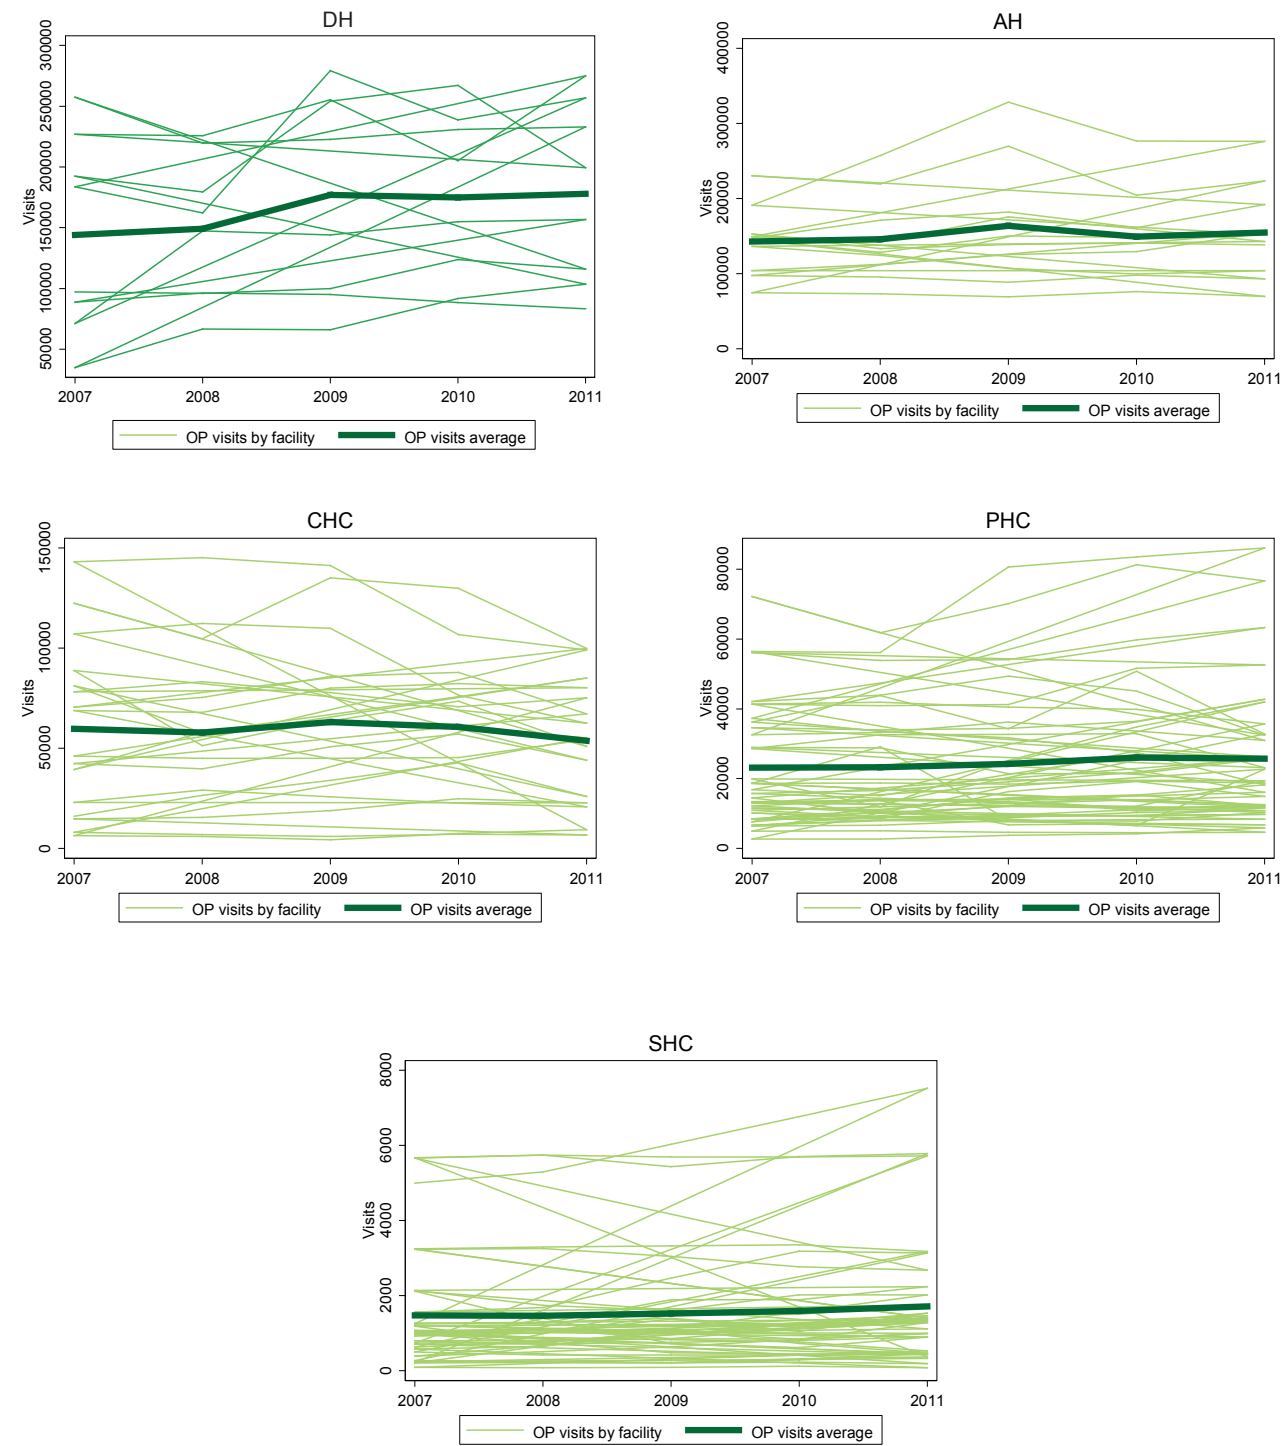 DH
Visits
300000
250000
200000
150000
100000
50000
2007 2008 2009 2010 2011
OP visits by facility OP visits average
AH
Visits
400000
300000
200000
100000
0
2007 2008 2009 2010 2011
OP visits by facility OP visits average
CHC
Visits
150000
100000
50000
0
2007 2008 2009 2010 2011
OP visits by facility OP visits average
PHC
Visits
80000
60000
40000
20000
0
2007 2008 2009 2010 2011
OP visits by facility OP visits average
SHC
Visits
8000
6000
4000
2000
0
2007 2008 2009 2010 2011
OP visits by facility OP visits average